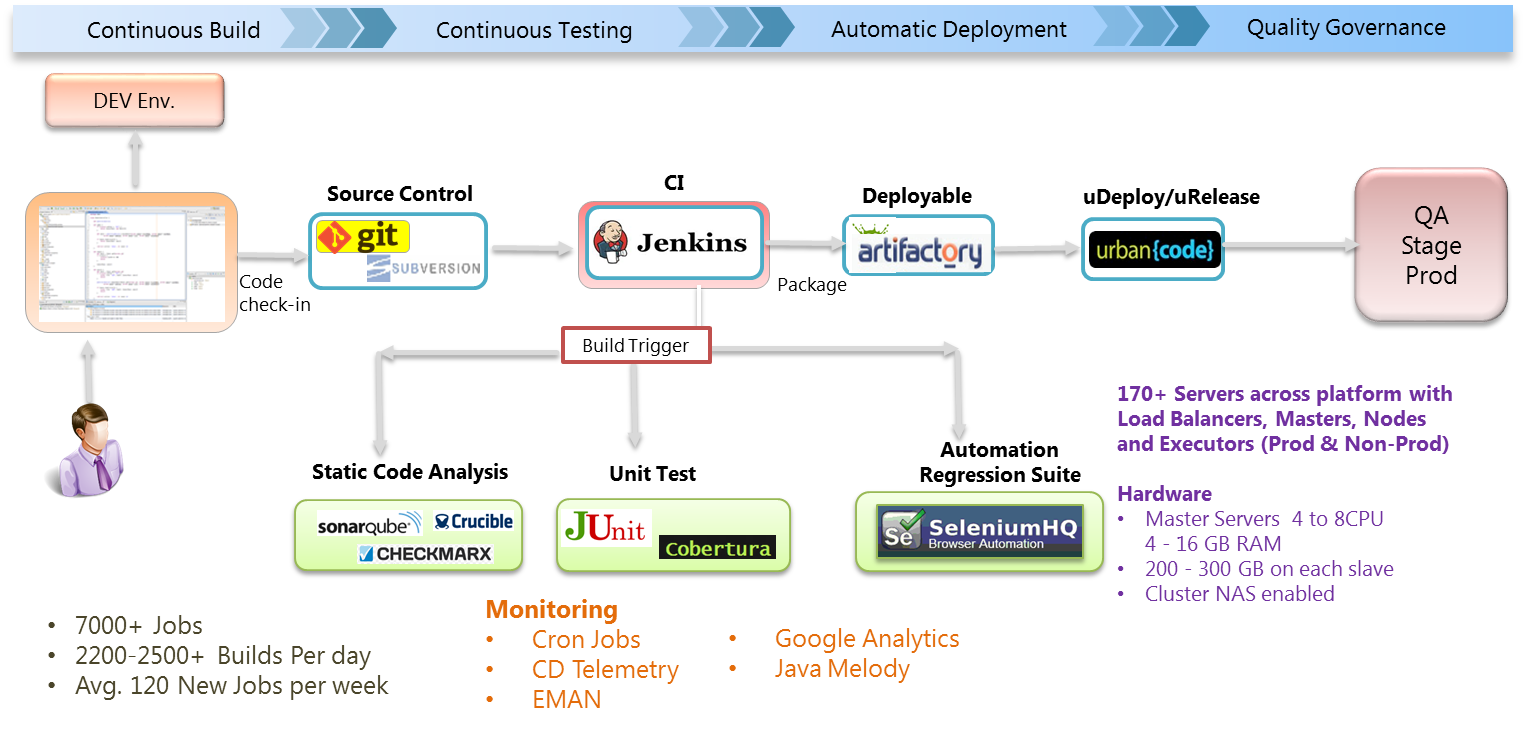 Continuous Build
Continuous Testing
Automatic Deployment
Quality Governance
DEV Env.
Source Control
git
SUBVERSION
Code
check-in
CI
Jenkins
Package
Deployable
artifactory
uDeploy/uRelease
urban{code}
QA
Stage
Prod
Build Trigger
Static Code Analysis
sonarqube
Crucible
CHECKMARX
Unit Test
JUnit
Cobertura
Automation
Regression Suite
Se
SeleniumHQ
Browser Automation
170+ Servers across platform with
Load Balancers, Masters, Nodes
and Executors (Prod & Non-Prod)
Hardware
• Master Servers 4 to 8CPU
4 - 16 GB RAM
• 200 - 300 GB on each slave
• Cluster NAS enabled
• 7000+ Jobs
• 2200-2500+ Builds Per day
• Avg. 120 New Jobs per week
Monitoring
• Cron Jobs
• CD Telemetry
• EMAN
• Google Analytics
• Java Melody